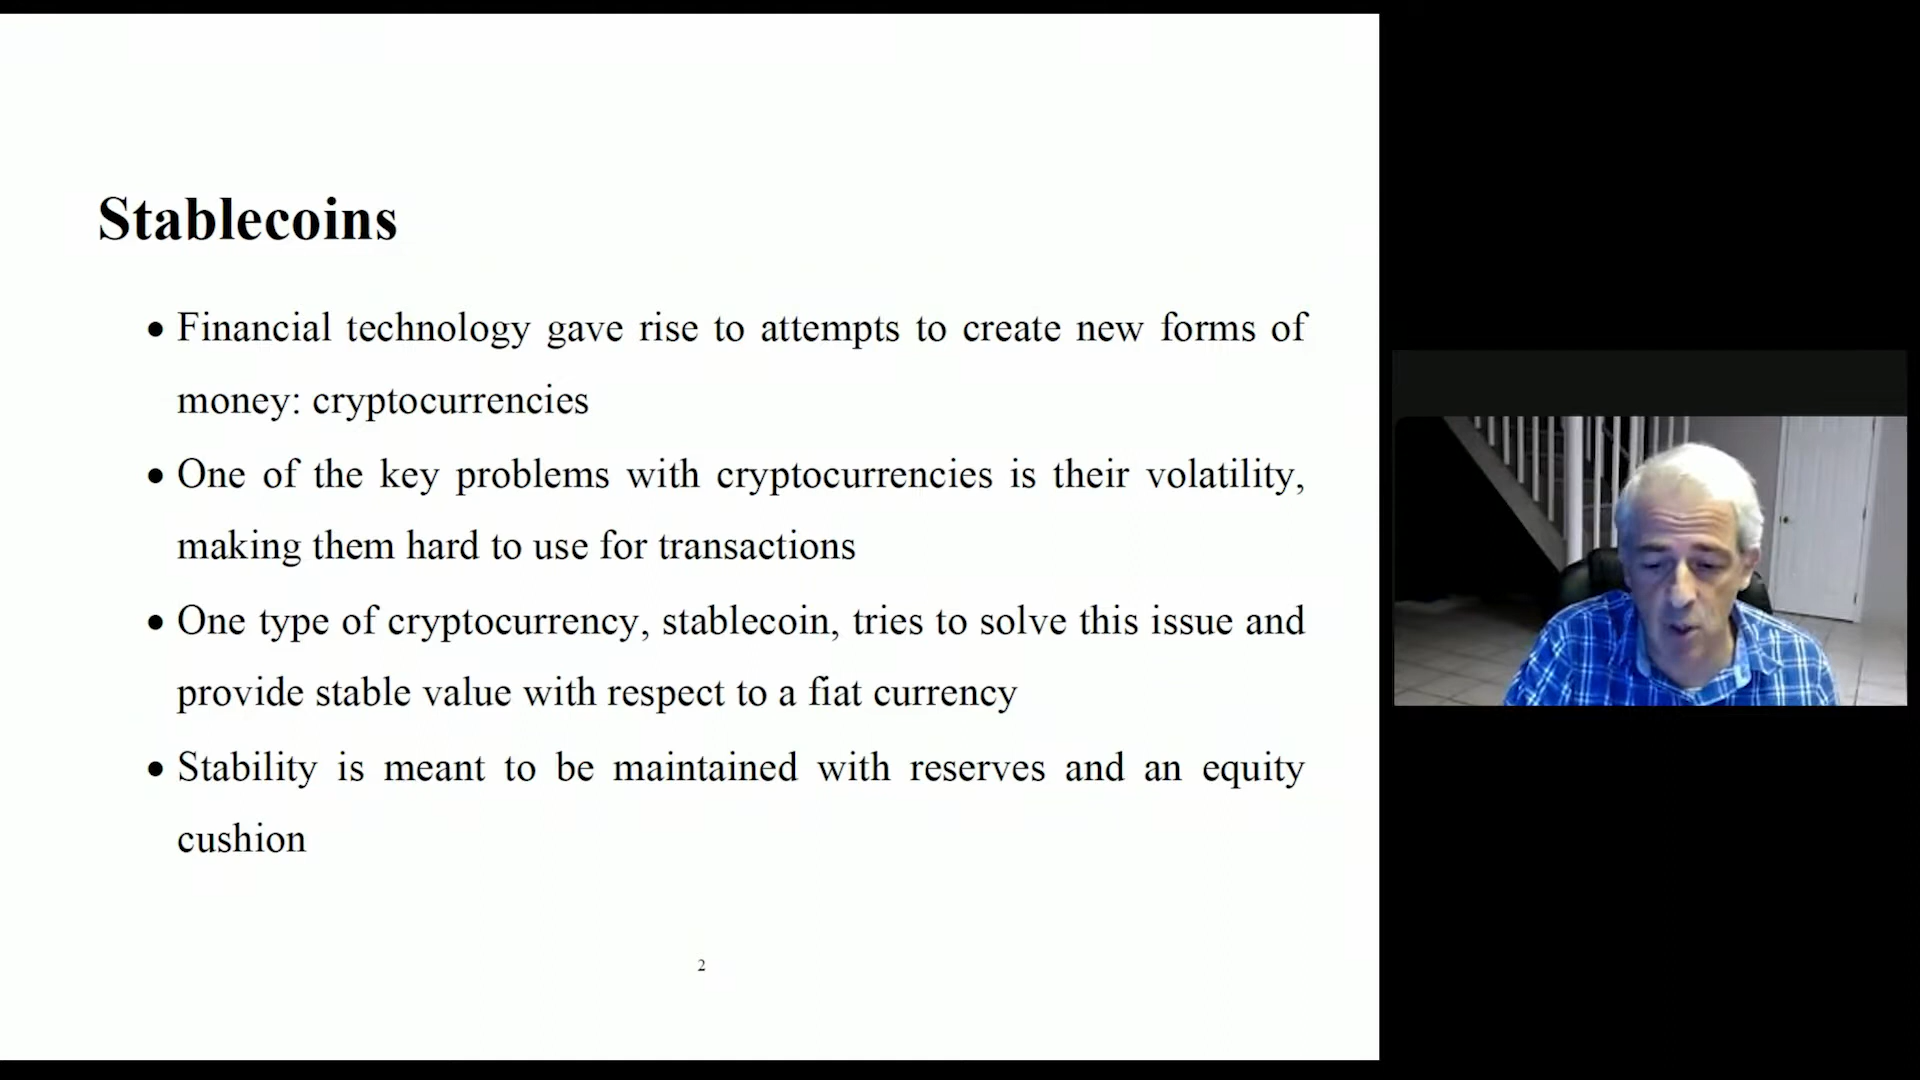 Stablecoins
• Financial technology gave rise to attempts to create new forms of
money: cryptocurrencies
• One of the key problems with cryptocurrencies is their volatility,
making them hard to use for transactions
• One type of cryptocurrency, stablecoin, tries to solve this issue and
provide stable value with respect to a fiat currency
• Stability is meant to be maintained with reserves and an equity
cushion
2